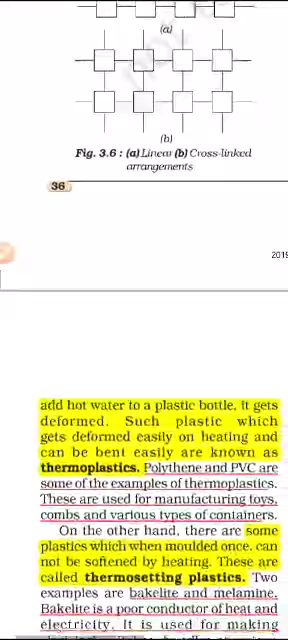 (a)
(b)
Fig. 3.6 : (a) Linear (b) Cross-linked
arrangements
36
2019
add hot water to a plastic bottle, it gets
deformed. Such plastic which
gets deformed easily on heating and
can be bent easily are known as
thermoplastics. Polythene and PVC are
some of the examples of thermoplastics.
These are used for manufacturing toys,
combs and various types of containers.
On the other hand, there are some
plastics which when moulded once, can
not be softened by heating. These are
called thermosetting plastics. Two
examples are bakelite and melamine.
Bakelite is a poor conductor of heat and
electricity. It is used for making